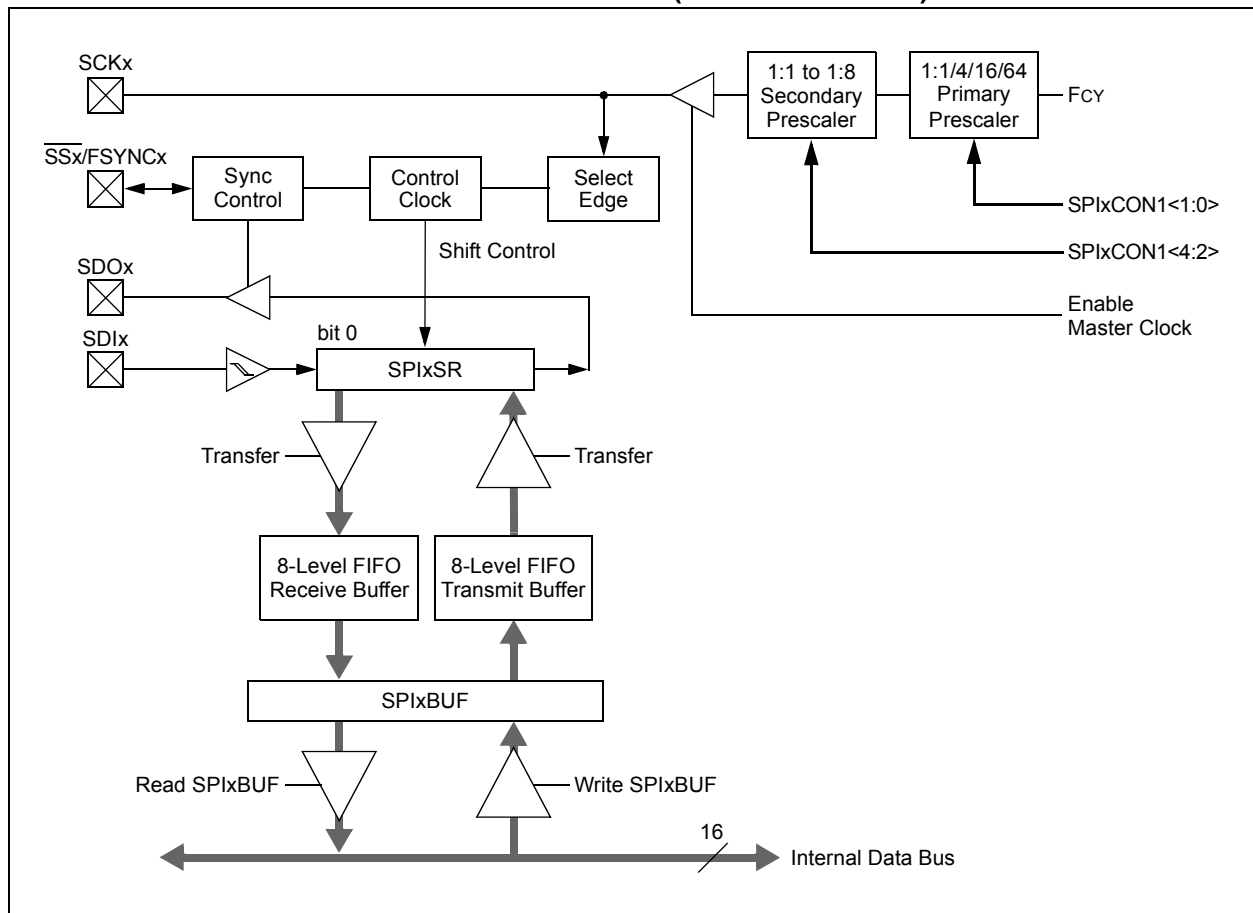 SCKx
1:1 to 1:8
Secondary
Prescaler
1:1/4/16/64
Primary
Prescaler
FCY
SSx/FSYNCx
Sync
Control
Control
Clock
Select
Edge
SPIxCON1<1:0>
Shift Control
SPIxCON1<4:2>
SDOx
Enable
Master Clock
SDIx
bit 0
SPIxSR
Transfer
Transfer
8-Level FIFO
Receive Buffer
8-Level FIFO
Transmit Buffer
SPIxBUF
Read SPIxBUF
Write SPIxBUF
16
Internal Data Bus